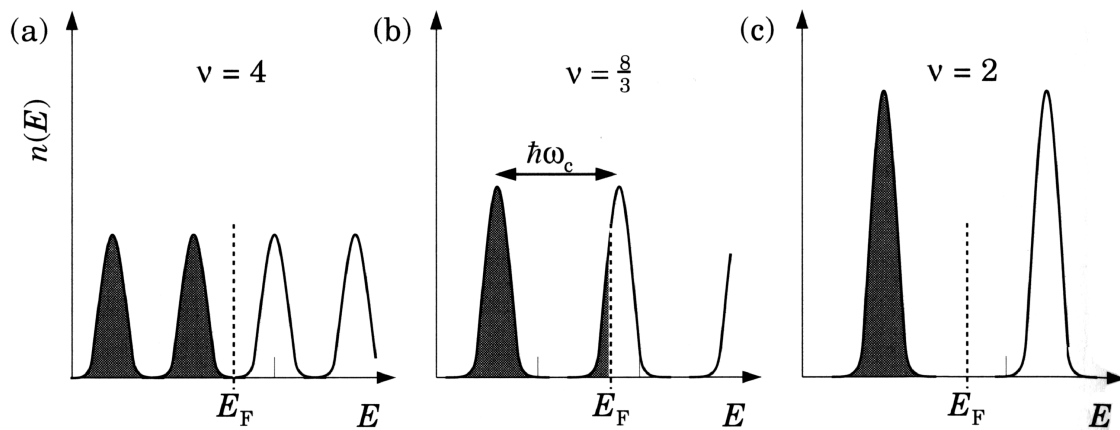 (a)
ν = 4
n(E)
E_F
E
(b)
ν = 8/3
ħω_c
E_F
E
(c)
ν = 2
E_F
E